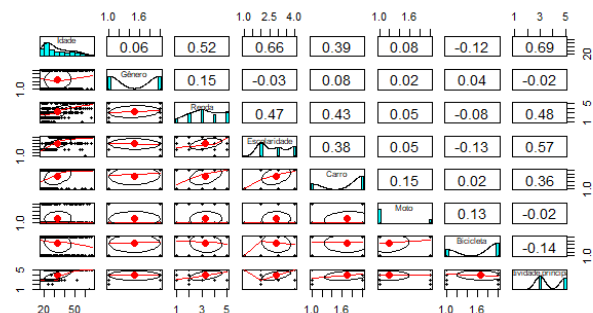 1.0 1.6 1.0 2.5 4.0 1.0 1.6 1 3 5
Idade 0.06 0.52 0.66 0.39 0.08 -0.12 0.69 20
1.0 Gênero 0.15 -0.03 0.08 0.02 0.04 -0.02
Renda 0.47 0.43 0.05 -0.08 0.48 1 5
1.0 Escolaridade 0.38 0.05 -0.13 0.57
Carro 0.15 0.02 0.36 1.0
1.0 Moto 0.13 -0.02
Bicicleta -0.14 1.0
1 5 ividade princip
20 50 1 3 5 1.0 1.6 1.0 1.6